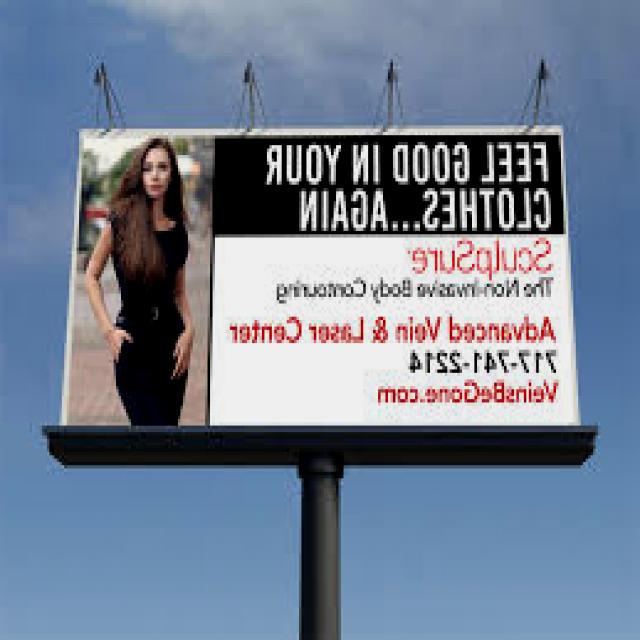 FEEL GOOD IN YOUR
CLOTHES...AGAIN
SculpSure™
The Non-Invasive Body Contouring
Advanced Vein & Laser Center
717-741-2214
VeinsBeGone.com